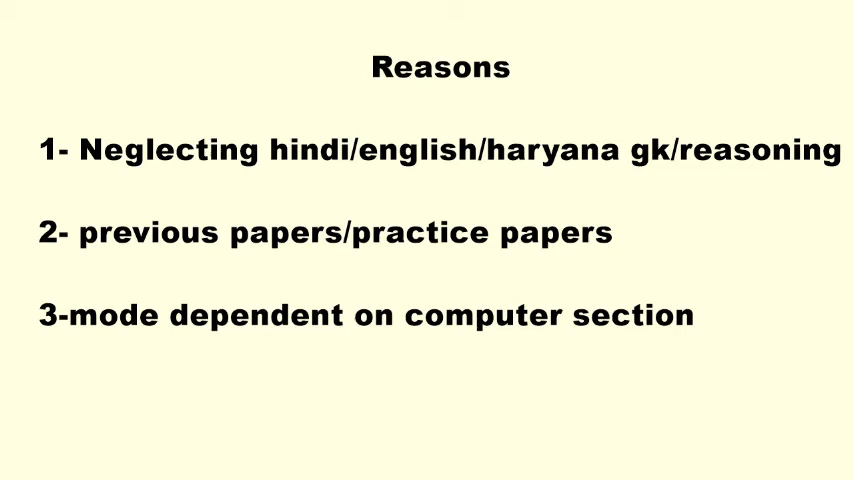 Reasons
1- Neglecting hindi/english/haryana gk/reasoning
2- previous papers/practice papers
3-mode dependent on computer section